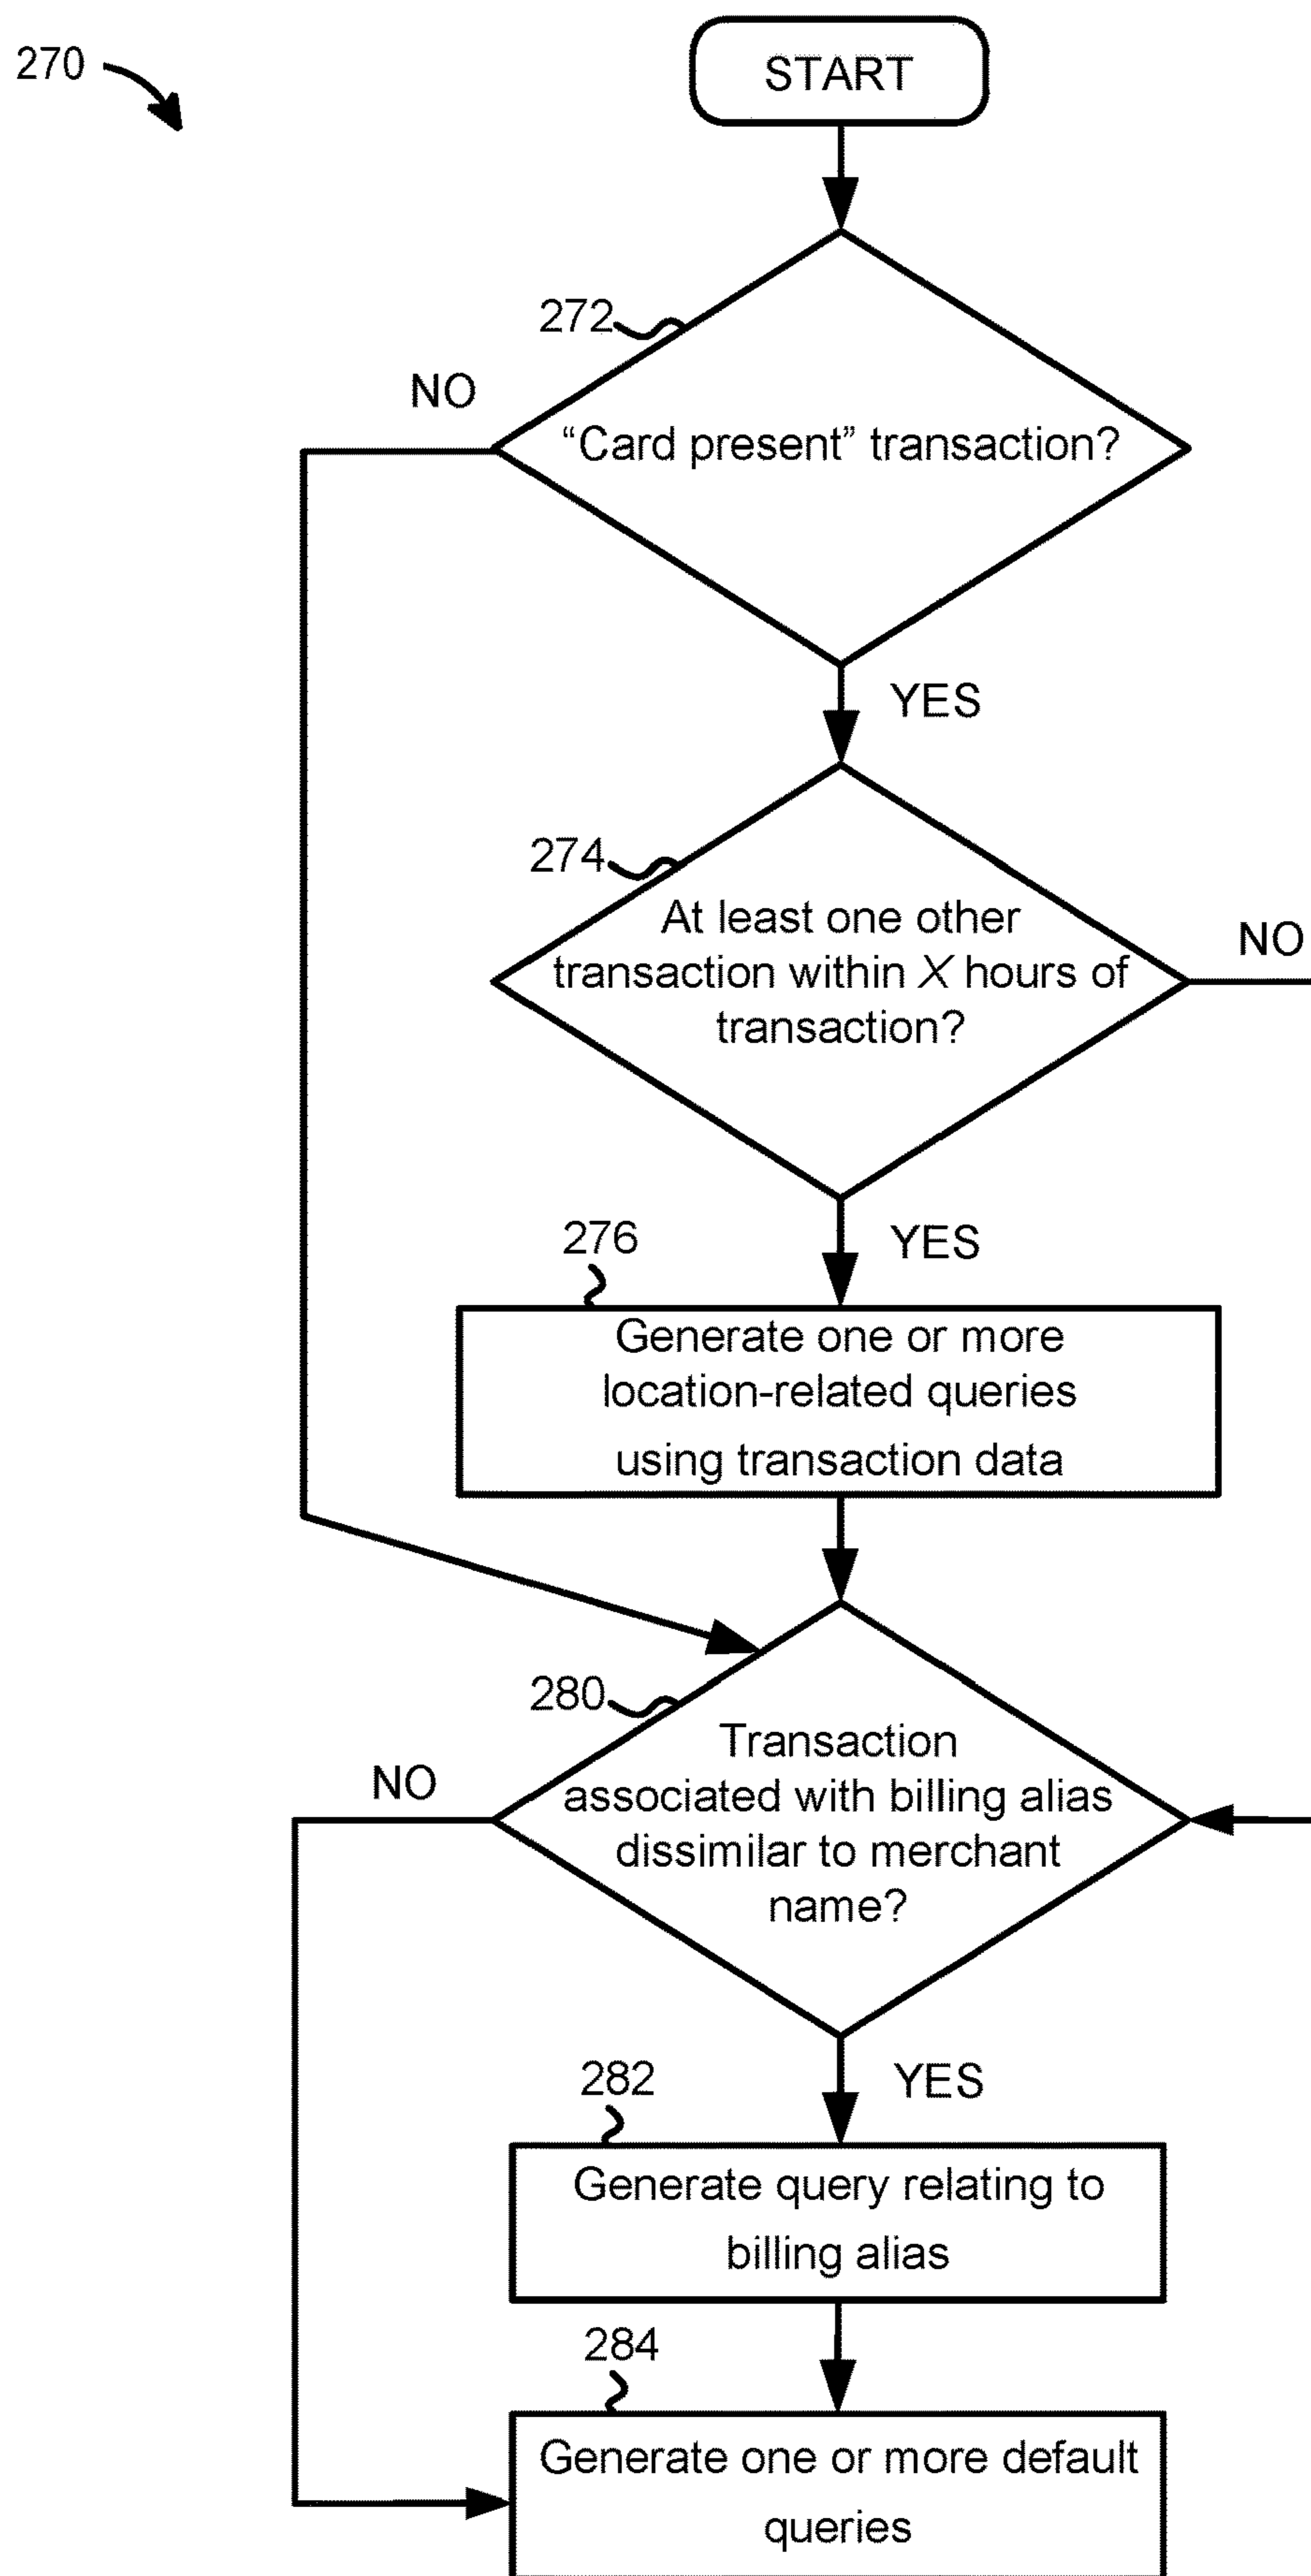 270
START
272
NO
“Card present” transaction?
YES
274
At least one other
transaction within X hours of
transaction?
NO
YES
276
Generate one or more
location-related queries
using transaction data
280
NO
Transaction
associated with billing alias
dissimilar to merchant
name?
YES
282
Generate query relating to
billing alias
284
Generate one or more default
queries